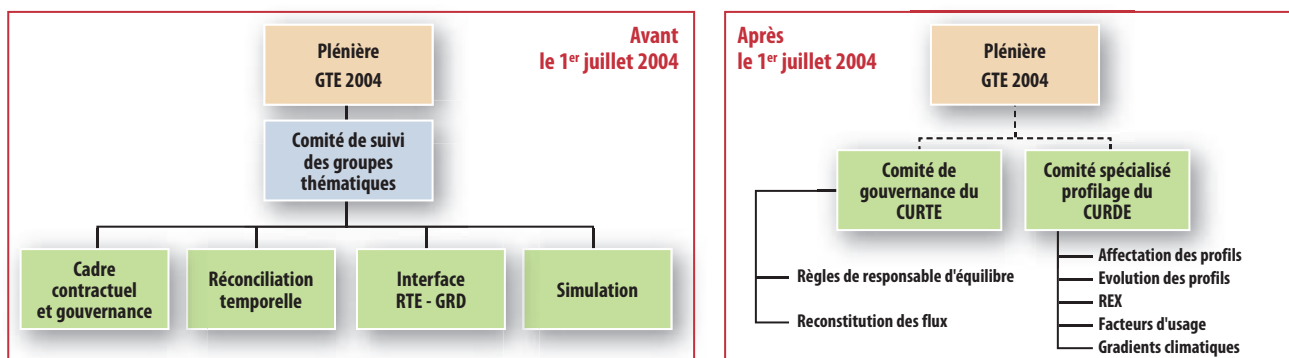 Avant
le 1er juillet 2004
Plénière
GTE 2004
Comité de suivi
des groupes
thématiques
Cadre
contractuel
et gouvernance
Réconciliation
temporelle
Interface
RTE - GRD
Simulation
Après
le 1er juillet 2004
Plénière
GTE 2004
Comité de
gouvernance du
CURTE
Règles de responsable d'équilibre
Reconstitution des flux
Comité spécialisé
profilage du
CURDE
Affectation des profils
Evolution des profils
REX
Facteurs d'usage
Gradients climatiques